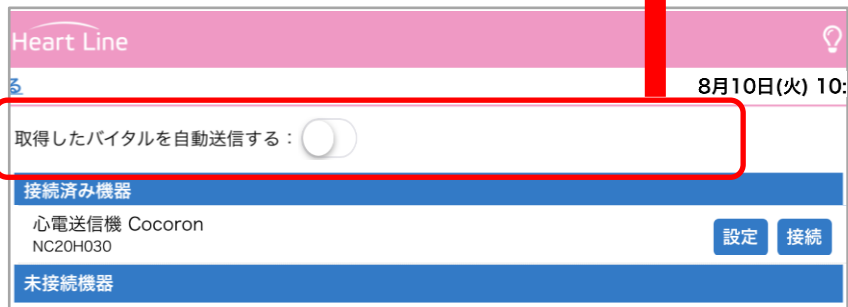 Heart Line
る
8月10日(火) 10:
取得したバイタルを自動送信する：
接続済み機器
心電送信機 Cocoron
NC20H030
設定 接続
未接続機器